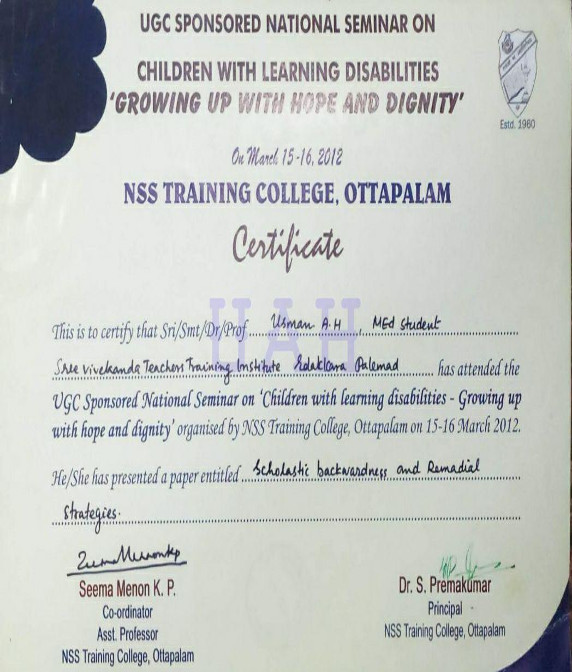 UGC SPONSORED NATIONAL SEMINAR ON
CHILDREN WITH LEARNING DISABILITIES
'GROWING UP WITH HOPE AND DIGNITY'
Estd. 1960
On March 15-16, 2012
NSS TRAINING COLLEGE, OTTAPALAM
Certificate
UAH
This is to certify that Sri/Smt/Dr/Prof. Usman A.H, MEd Student
Sree Vivekanda Teachers Training Institute Edakkara Palemad has attended the
UGC Sponsored National Seminar on 'Children with learning disabilities - Growing up
with hope and dignity' organised by NSS Training College, Ottapalam on 15-16 March 2012.
He/She has presented a paper entitled Scholastic backwardness and Remadial
Strategies.
Seema Menon K. P.
Co-ordinator
Asst. Professor
NSS Training College, Ottapalam
Dr. S. Premakumar
Principal
NSS Training College, Ottapalam